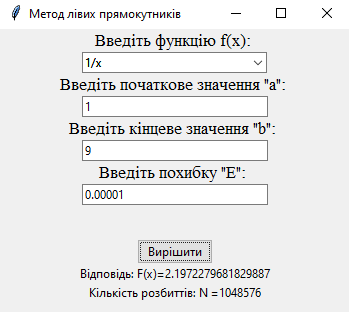 Метод лівих прямокутників
Введіть функцію f(x):
1/x
Введіть початкове значення "a":
1
Введіть кінцеве значення "b":
9
Введіть похибку "E":
0.00001
Вирішити
Відповідь: F(x)=2.1972279681829887
Кількість розбиттів: N =1048576